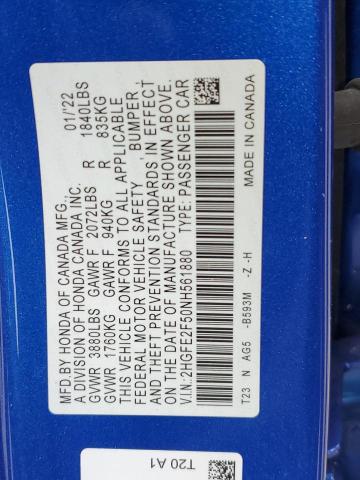 MFD.BY HONDA OF CANADA MFG., 01/'22
A DIVISION OF HONDA CANADA INC.
GVWR 3880LBS GAWR F 2072LBS R 1840LBS
GVWR 1760KG GAWR F 940KG R 835KG
THIS VEHICLE CONFORMS TO ALL APPLICABLE
FEDERAL MOTOR VEHICLE SAFETY, BUMPER,
AND THEFT PREVENTION STANDARDS IN EFFECT
ON THE DATE OF MANUFACTURE SHOWN ABOVE.
V.I.N:2HGFE2F50NH561860 TYPE:PASSENGER CAR
T23 N AG5 -B593M -Z -H MADE IN CANADA
T20 A1